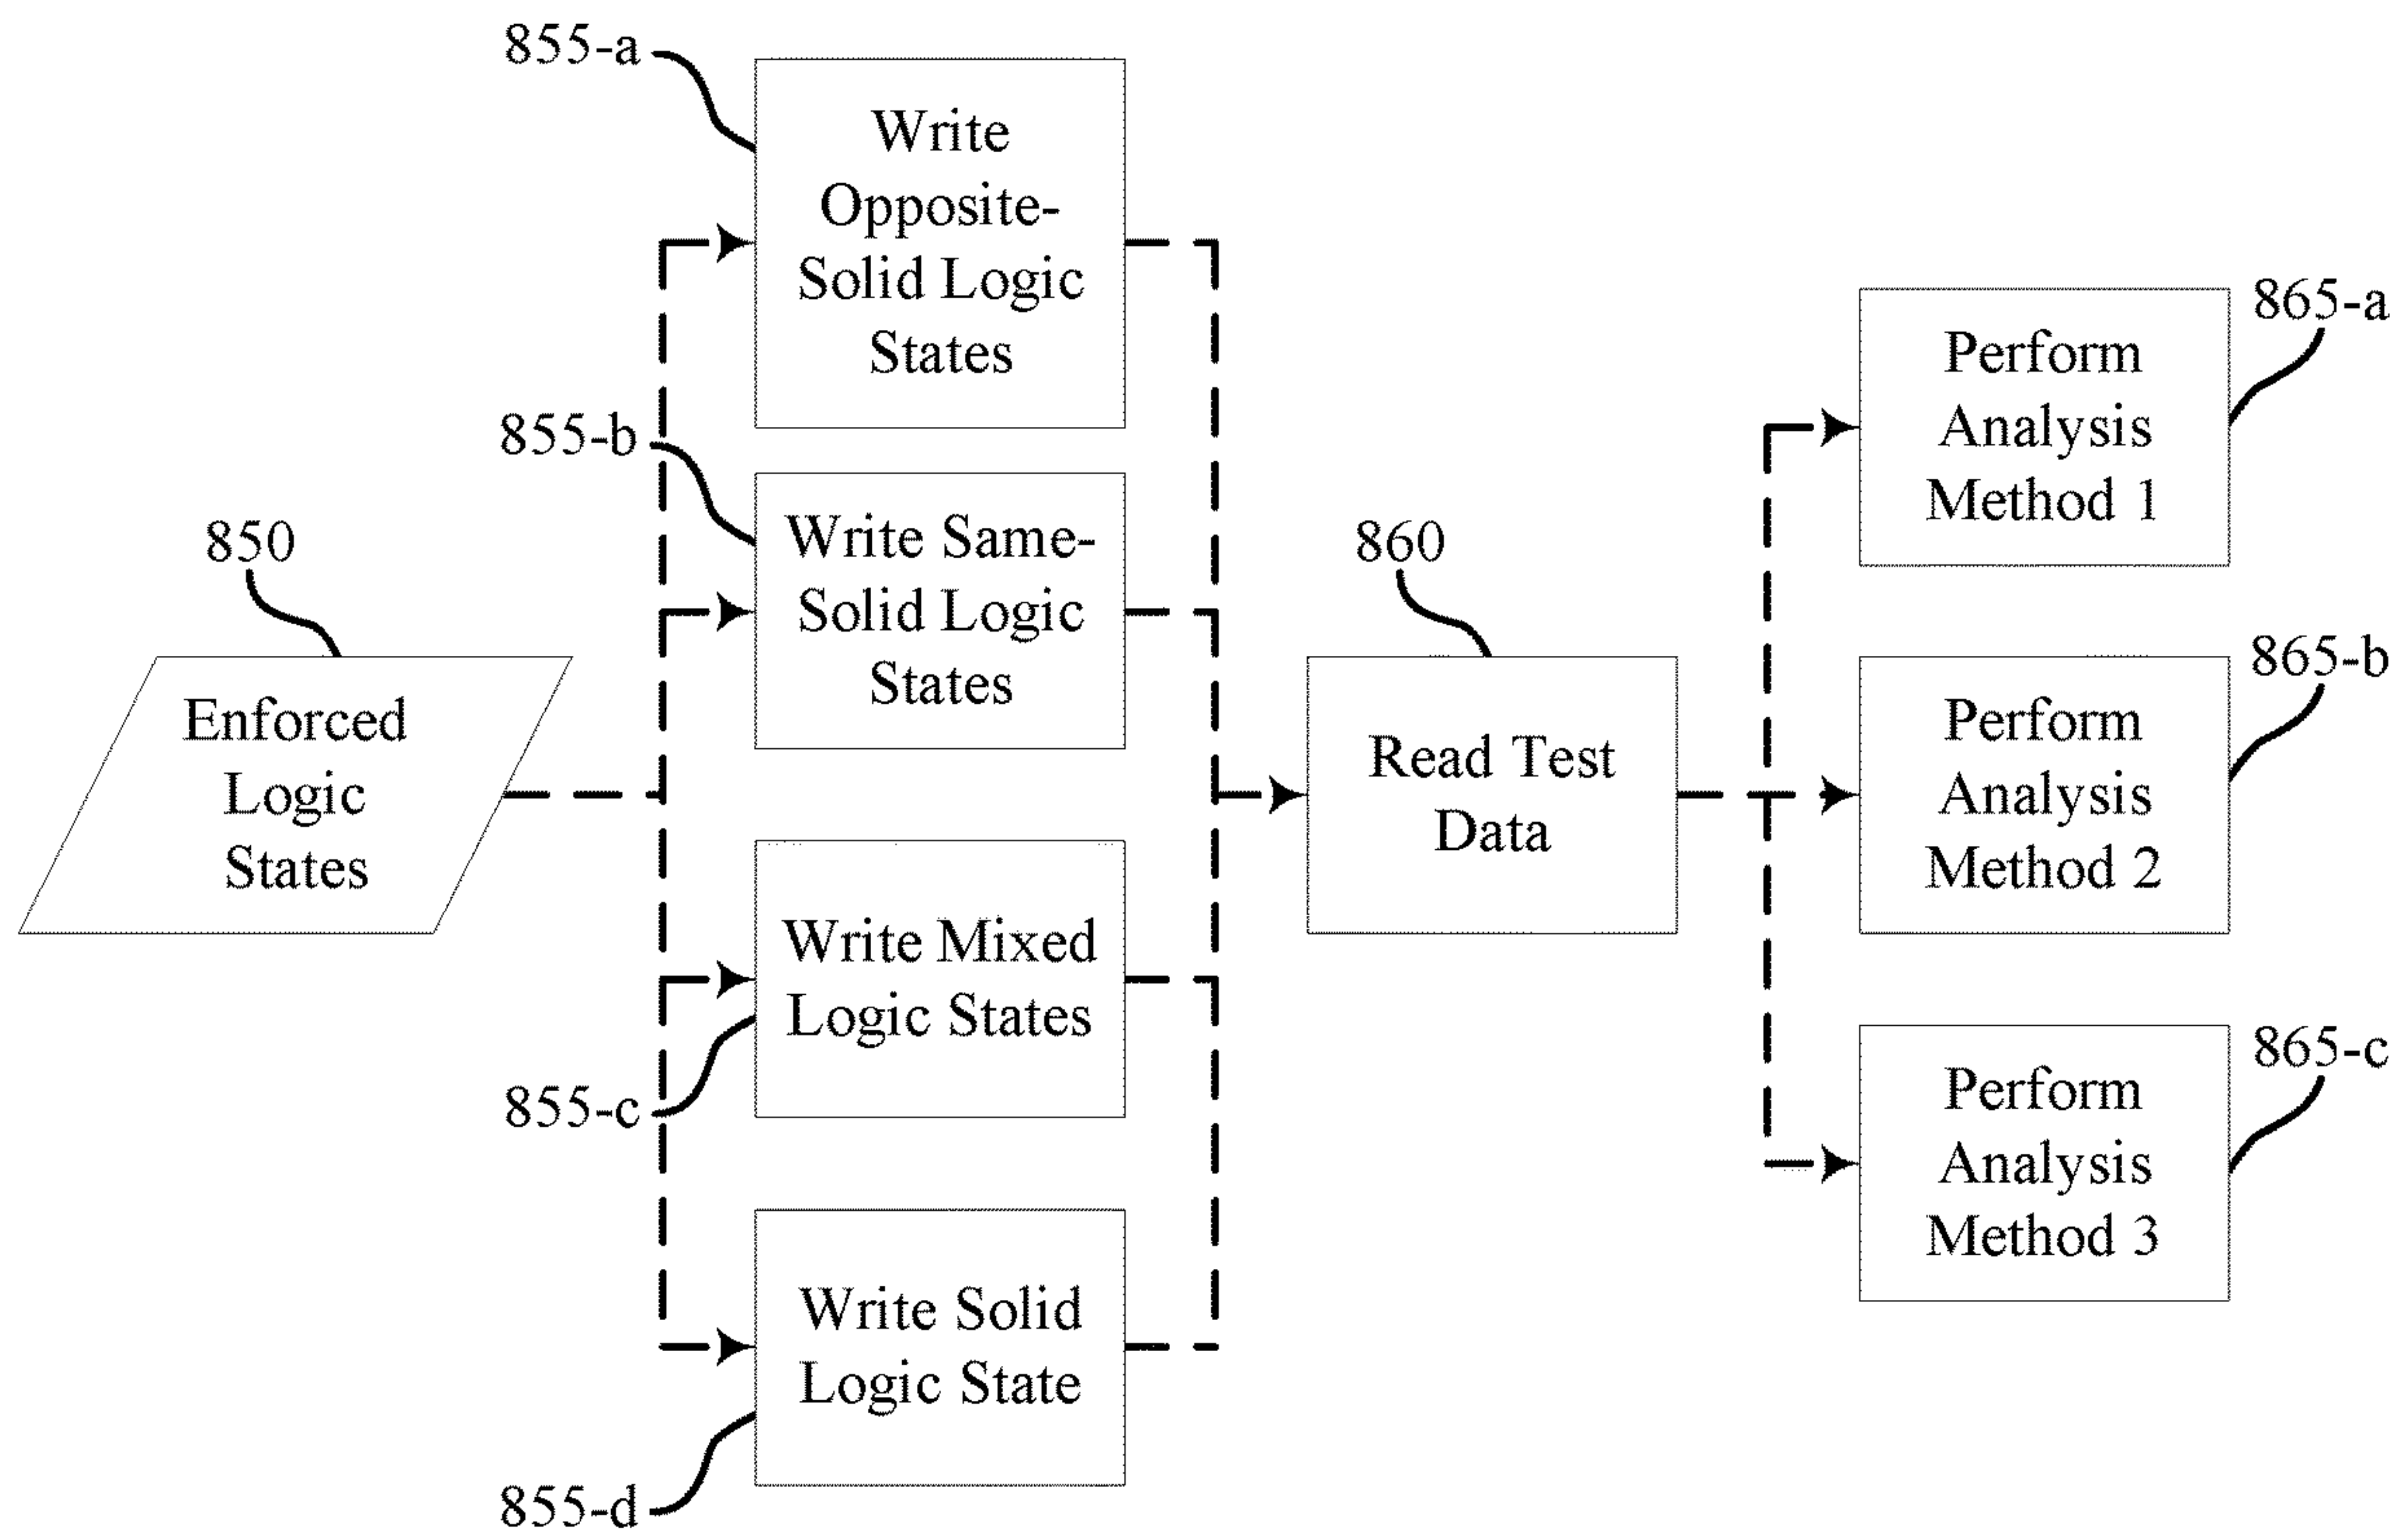 855-a
Write
Opposite-
Solid Logic
States
855-b
Write Same-
Solid Logic
States
850
Enforced
Logic
States
Write Mixed
Logic States
855-c
Write Solid
Logic State
855-d
860
Read Test
Data
865-a
Perform
Analysis
Method 1
865-b
Perform
Analysis
Method 2
865-c
Perform
Analysis
Method 3